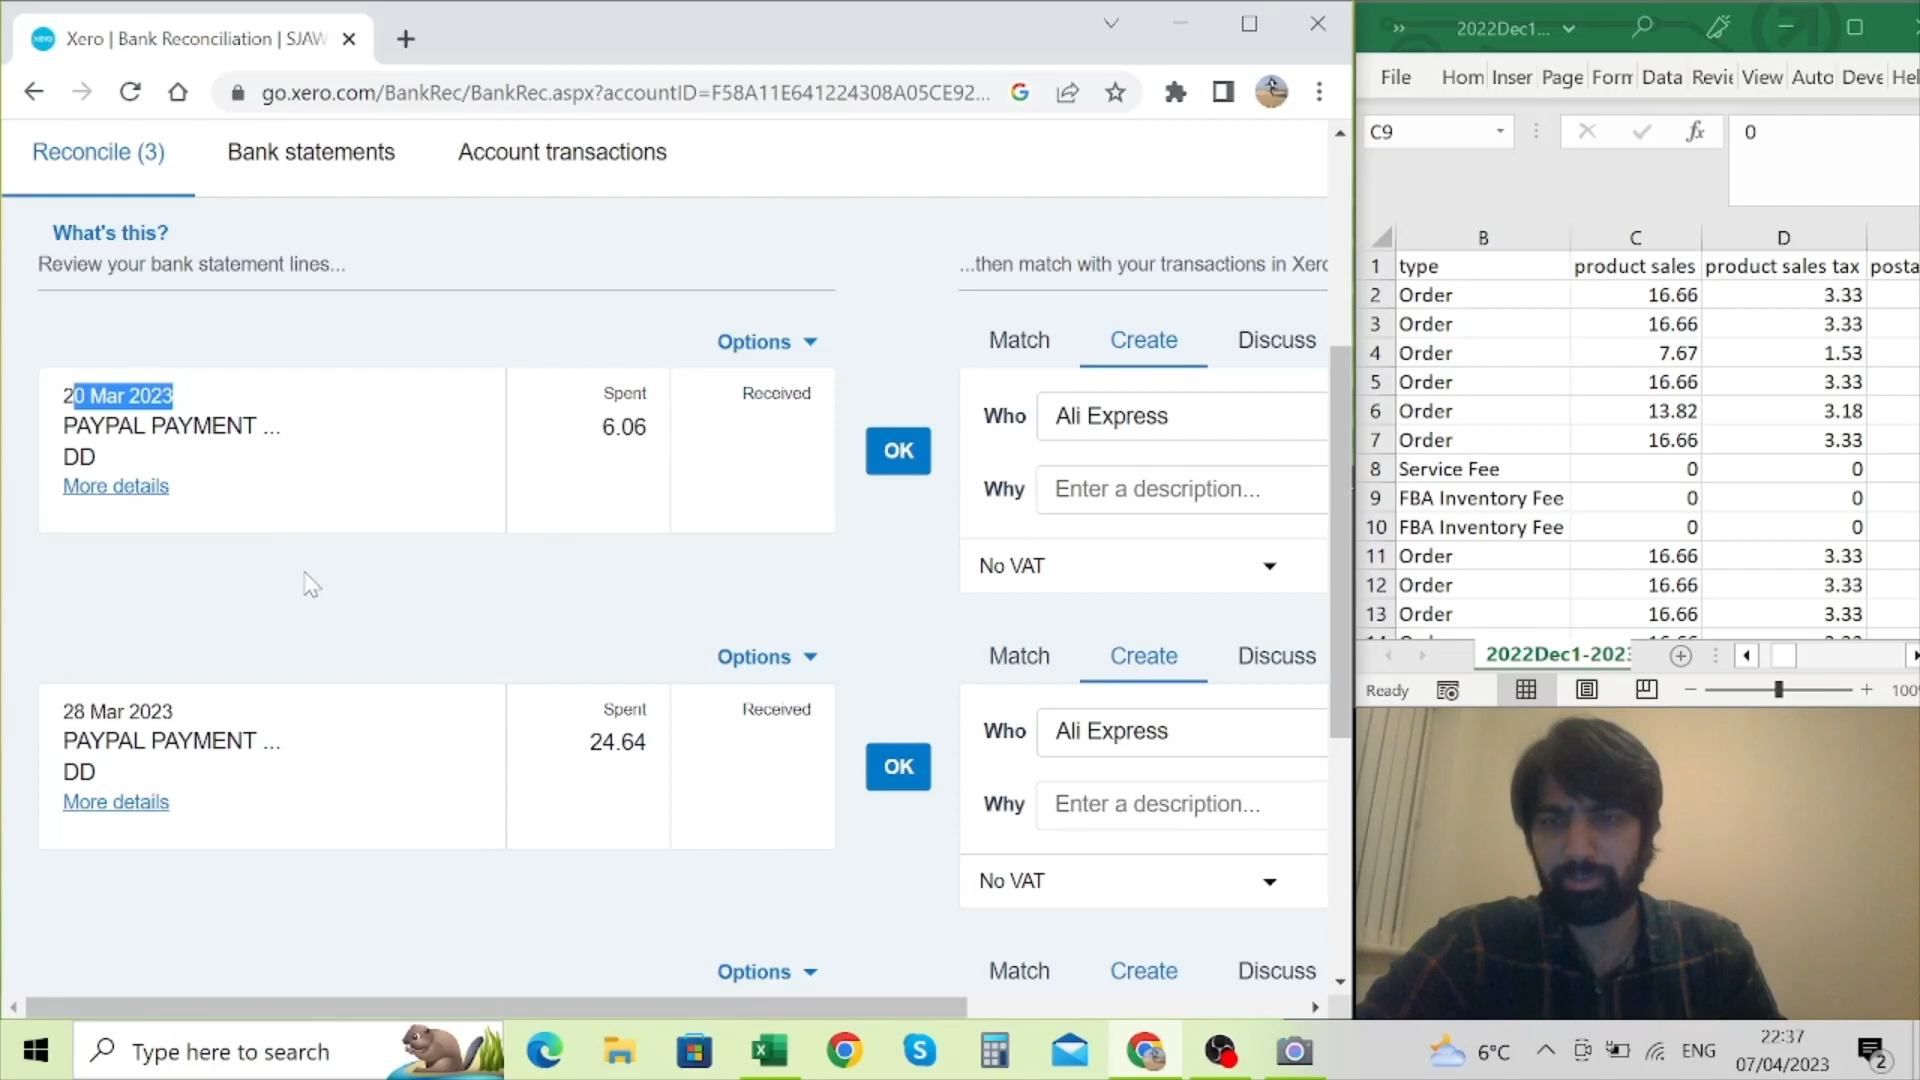 Xero | Bank Reconciliation | SJAW
go.xero.com/BankRec/BankRec.aspx?accountID=F58A11E641224308A05CE92...
Reconcile (3) Bank statements Account transactions
What's this?
Review your bank statement lines...
...then match with your transactions in Xero
Options
Match Create Discuss
20 Mar 2023
PAYPAL PAYMENT ...
DD
More details
Spent
6.06
Received
OK
Who Ali Express
Why Enter a description...
No VAT
Options
Match Create Discuss
28 Mar 2023
PAYPAL PAYMENT ...
DD
More details
Spent
24.64
Received
OK
Who Ali Express
Why Enter a description...
No VAT
Options
Match Create Discuss
2022Dec1...
File Hom Inser Page Form Data Revie View Auto Deve Hel
C9 fx 0
B C D
1 type product sales product sales tax posta
2 Order 16.66 3.33
3 Order 16.66 3.33
4 Order 7.67 1.53
5 Order 16.66 3.33
6 Order 13.82 3.18
7 Order 16.66 3.33
8 Service Fee 0 0
9 FBA Inventory Fee 0 0
10 FBA Inventory Fee 0 0
11 Order 16.66 3.33
12 Order 16.66 3.33
13 Order 16.66 3.33
2022Dec1-2023
Ready 100
Type here to search
6°C
ENG
22:37
07/04/2023
2